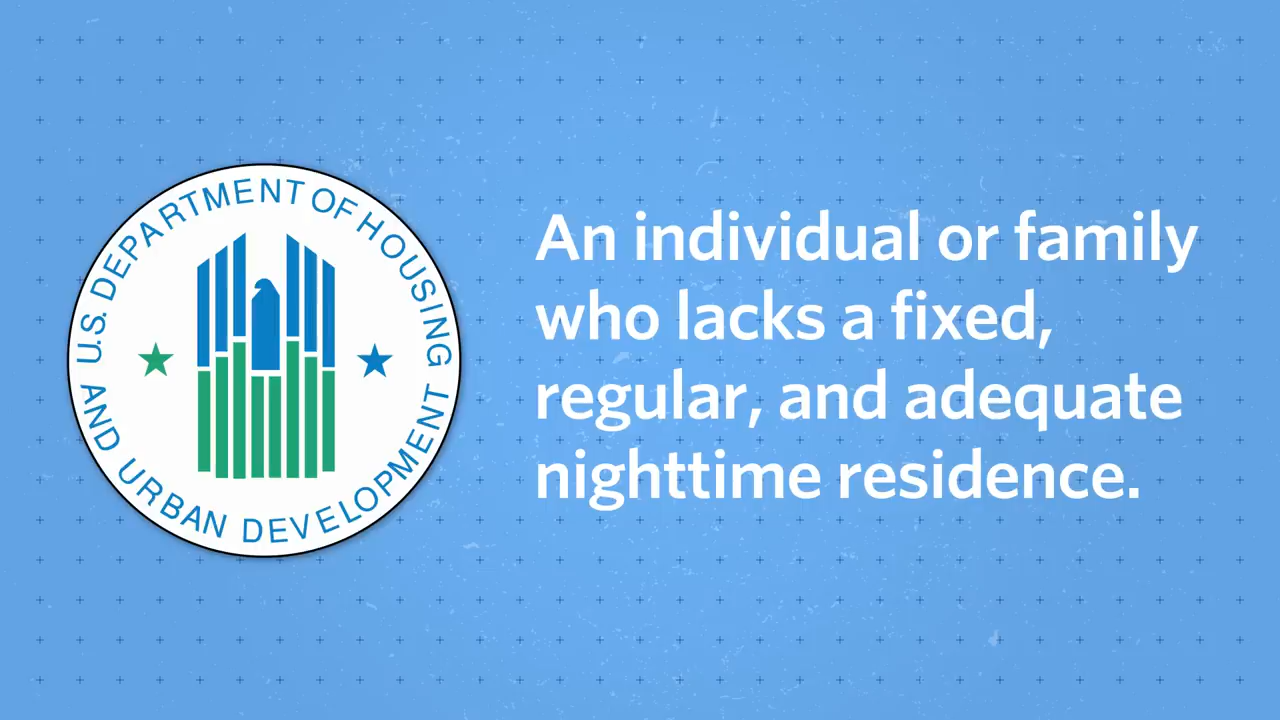 U.S. DEPARTMENT OF HOUSING
AND URBAN DEVELOPMENT
An individual or family
who lacks a fixed,
regular, and adequate
nighttime residence.